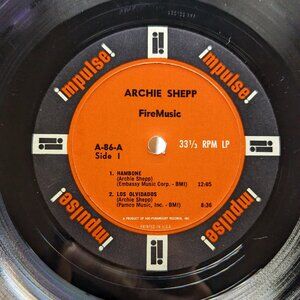 impulse!
impulse!
ARCHIE SHEPP
FireMusic
A-86-A
Side 1
33⅓ RPM LP
1. HAMBONE
(Archie Shepp)
(Embassy Music Corp. - BMI) 12:05
2. LOS OLVIDADOS
(Archie Shepp)
(Pamco Music, Inc. - BMI) 8:36
A PRODUCT OF ABC-PARAMOUNT RECORDS, INC.
PRINTED IN U.S.A.
impulse!
impulse!